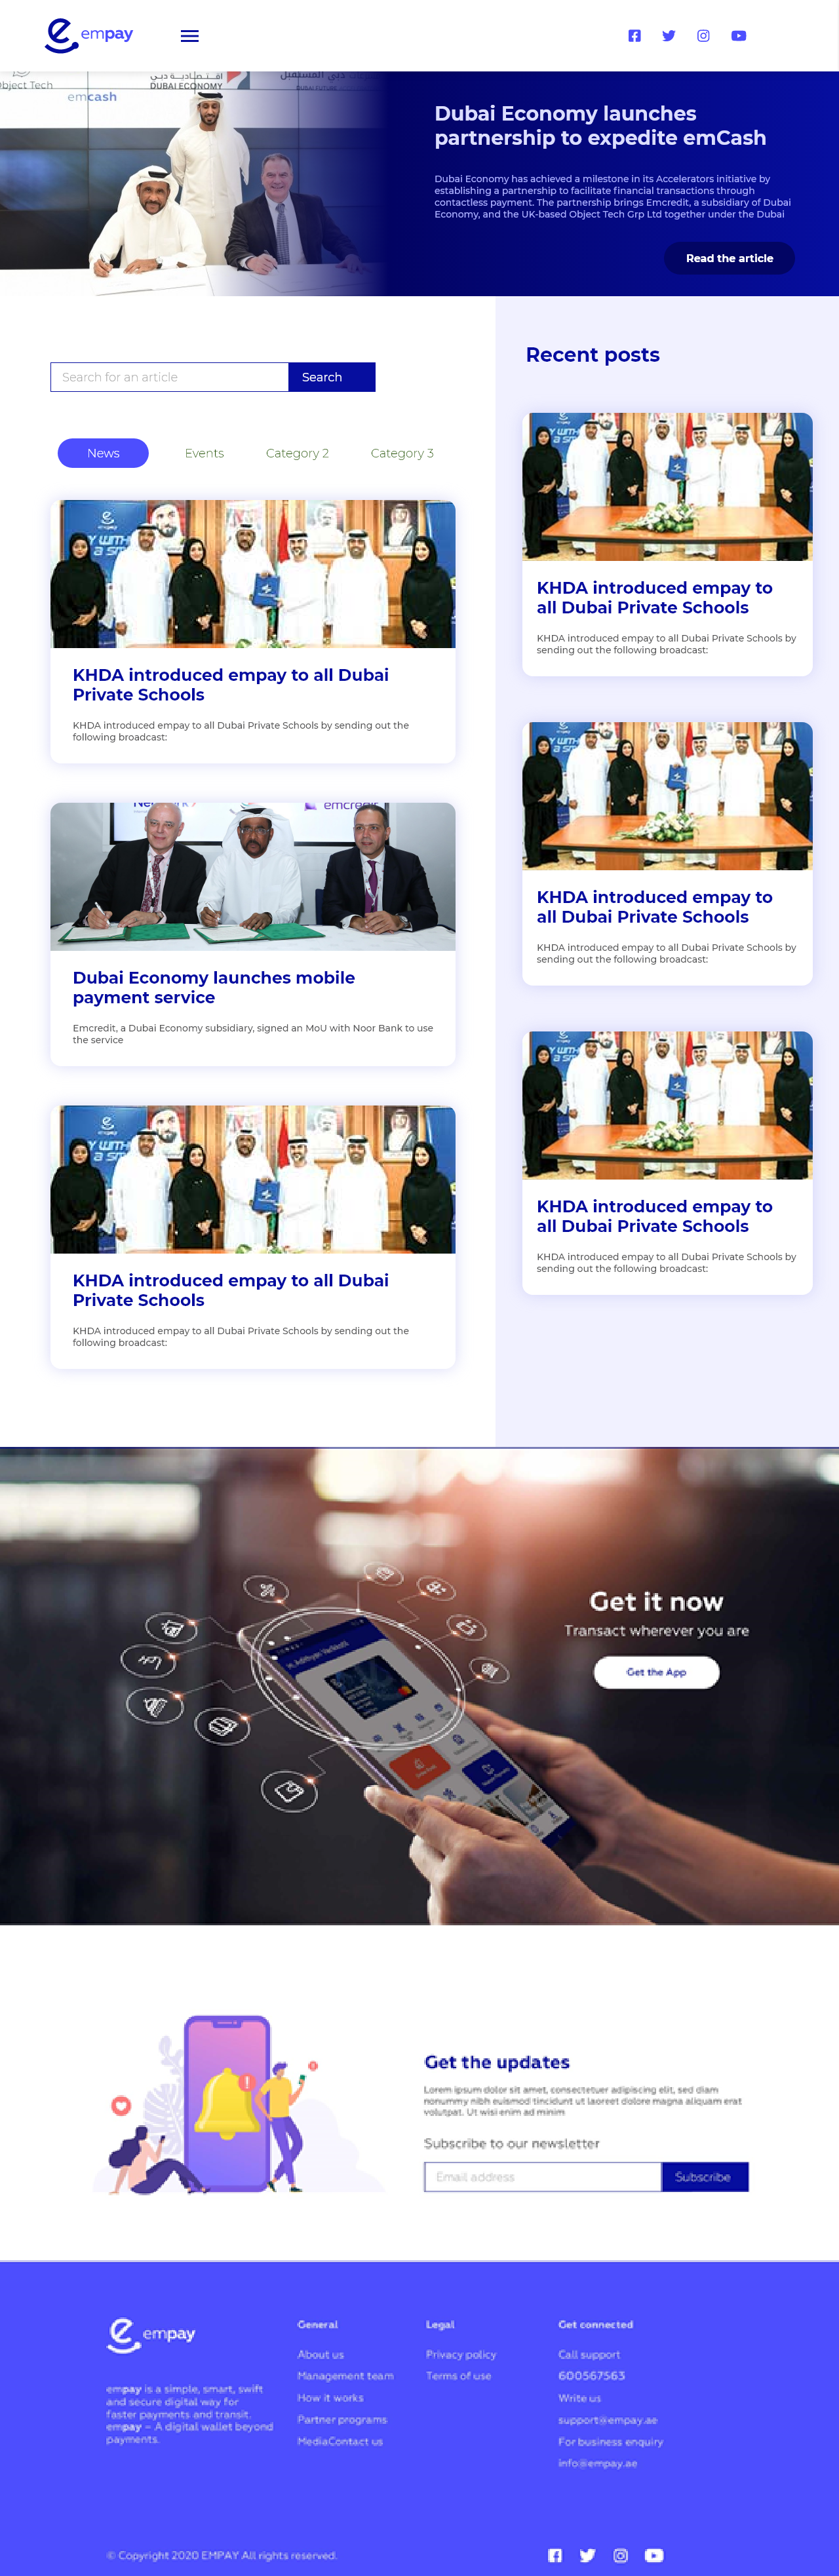 empay
Object Tech
emcash
اقتصادية دبي
DUBAI ECONOMY
دبي المستقبل
DUBAI FUTURE
Dubai Economy launches
partnership to expedite emCash
Dubai Economy has achieved a milestone in its Accelerators initiative by
establishing a partnership to facilitate financial transactions through
contactless payment. The partnership brings Emcredit, a subsidiary of Dubai
Economy, and the UK-based Object Tech Grp Ltd together under the Dubai
Read the article
Search for an article
Search
News
Events
Category 2
Category 3
KHDA introduced empay to all Dubai
Private Schools
KHDA introduced empay to all Dubai Private Schools by sending out the
following broadcast:
emcredit
Dubai Economy launches mobile
payment service
Emcredit, a Dubai Economy subsidiary, signed an MoU with Noor Bank to use
the service
KHDA introduced empay to all Dubai
Private Schools
KHDA introduced empay to all Dubai Private Schools by sending out the
following broadcast:
Recent posts
KHDA introduced empay to
all Dubai Private Schools
KHDA introduced empay to all Dubai Private Schools by
sending out the following broadcast:
KHDA introduced empay to
all Dubai Private Schools
KHDA introduced empay to all Dubai Private Schools by
sending out the following broadcast:
KHDA introduced empay to
all Dubai Private Schools
KHDA introduced empay to all Dubai Private Schools by
sending out the following broadcast:
Get it now
Transact wherever you are
Get the App
Get the updates
Lorem ipsum dolor sit amet, consectetuer adipiscing elit, sed diam
nonummy nibh euismod tincidunt ut laoreet dolore magna aliquam erat
volutpat. Ut wisi enim ad minim
Subscribe to our newsletter
Email address
Subscribe
empay
empay is a simple, smart, swift
and secure digital way for
faster payments and transit.
empay – A digital wallet beyond
payments.
General
About us
Management team
How it works
Partner programs
MediaContact us
Legal
Privacy policy
Terms of use
Get connected
Call support
600567563
Write us
support@empay.ae
For business enquiry
info@empay.ae
© Copyright 2020 EMPAY All rights reserved.